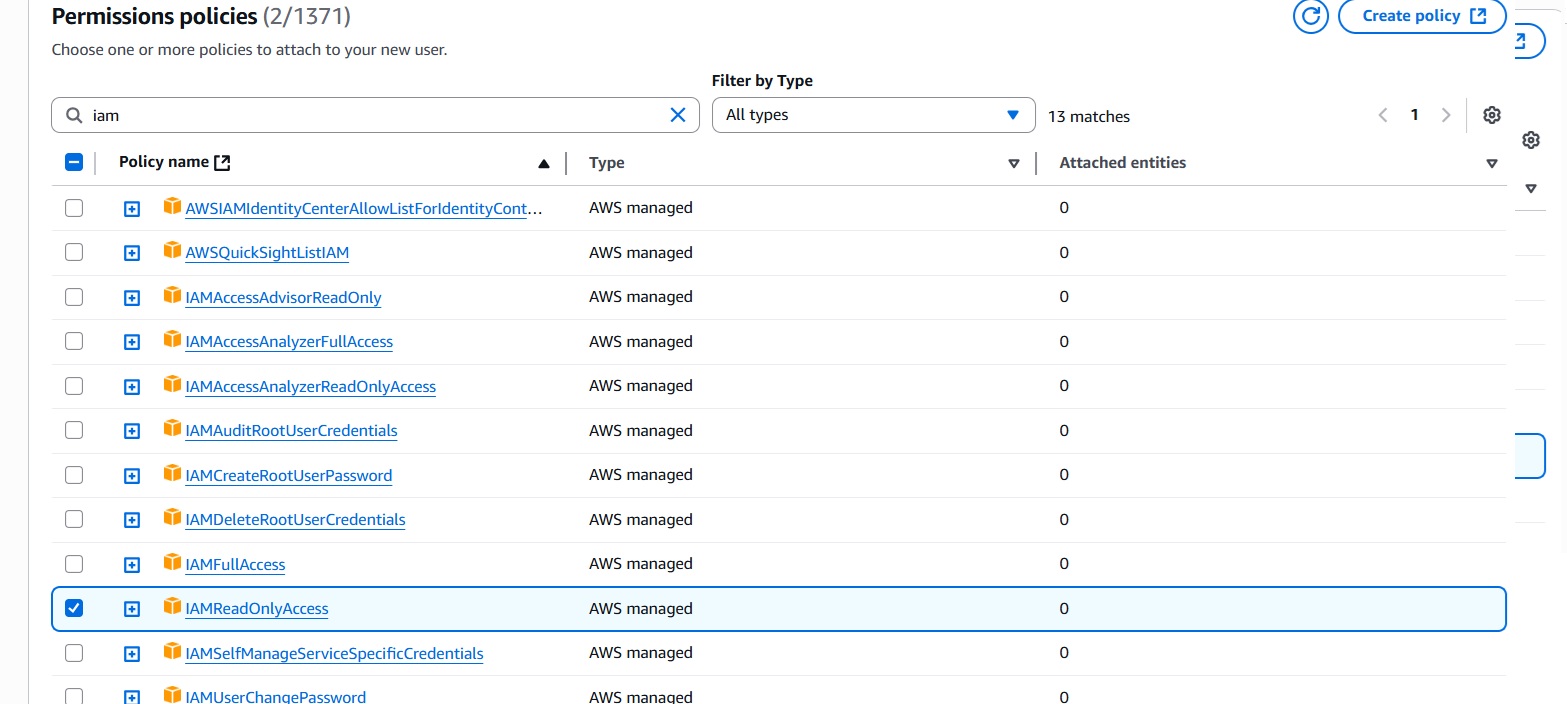 Permissions policies (2/1371)
Create policy
Choose one or more policies to attach to your new user.
Filter by Type
iam
All types
13 matches
1
Policy name
Type
Attached entities
AWSIAMIdentityCenterAllowListForIdentityCont... AWS managed 0
AWSQuickSightListIAM AWS managed 0
IAMAccessAdvisorReadOnly AWS managed 0
IAMAccessAnalyzerFullAccess AWS managed 0
IAMAccessAnalyzerReadOnlyAccess AWS managed 0
IAMAuditRootUserCredentials AWS managed 0
IAMCreateRootUserPassword AWS managed 0
IAMDeleteRootUserCredentials AWS managed 0
IAMFullAccess AWS managed 0
IAMReadOnlyAccess AWS managed 0
IAMSelfManageServiceSpecificCredentials AWS managed 0
IAMUserChangePassword AWS managed 0